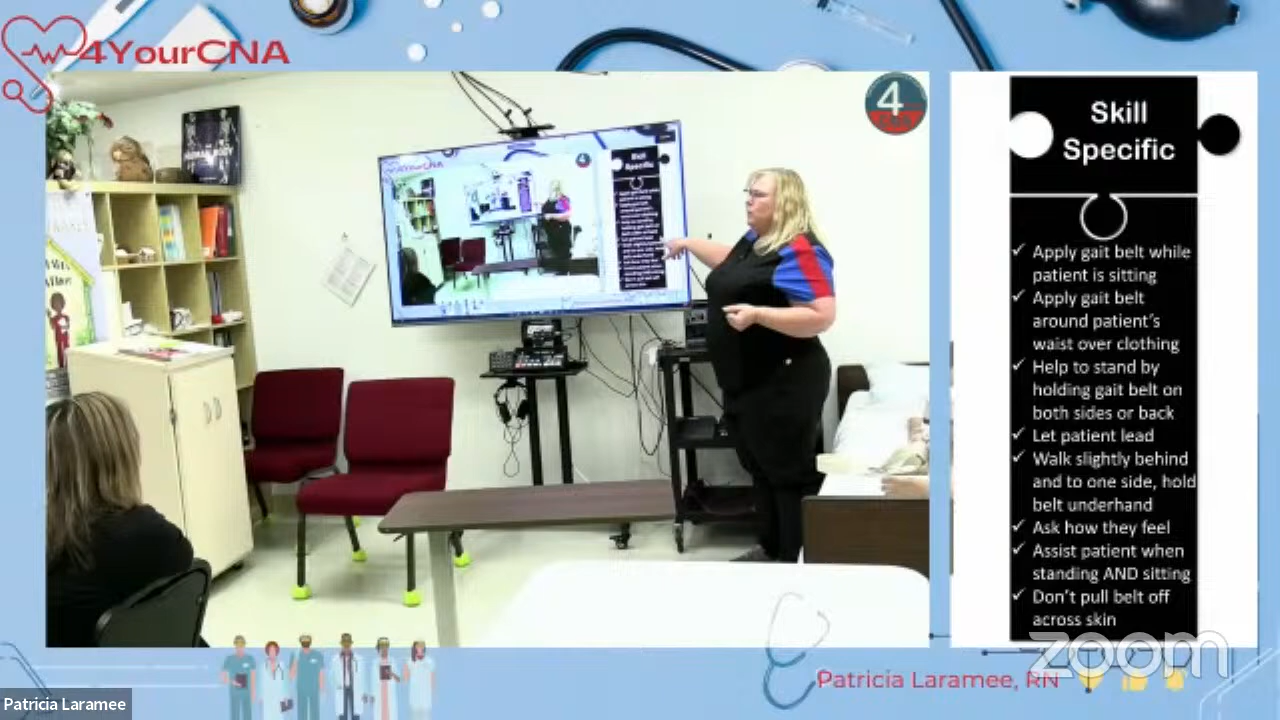 4YourCNA
4
Skill
Specific
✓ Apply gait belt while
patient is sitting
✓ Apply gait belt
around patient's
waist over clothing
✓ Help to stand by
holding gait belt on
both sides or back
✓ Let patient lead
✓ Walk slightly behind
and to one side, hold
belt underhand
✓ Ask how they feel
✓ Assist patient when
standing AND sitting
✓ Don't pull belt off
across skin
zoom
Patricia Laramee, RN
Patricia Laramee